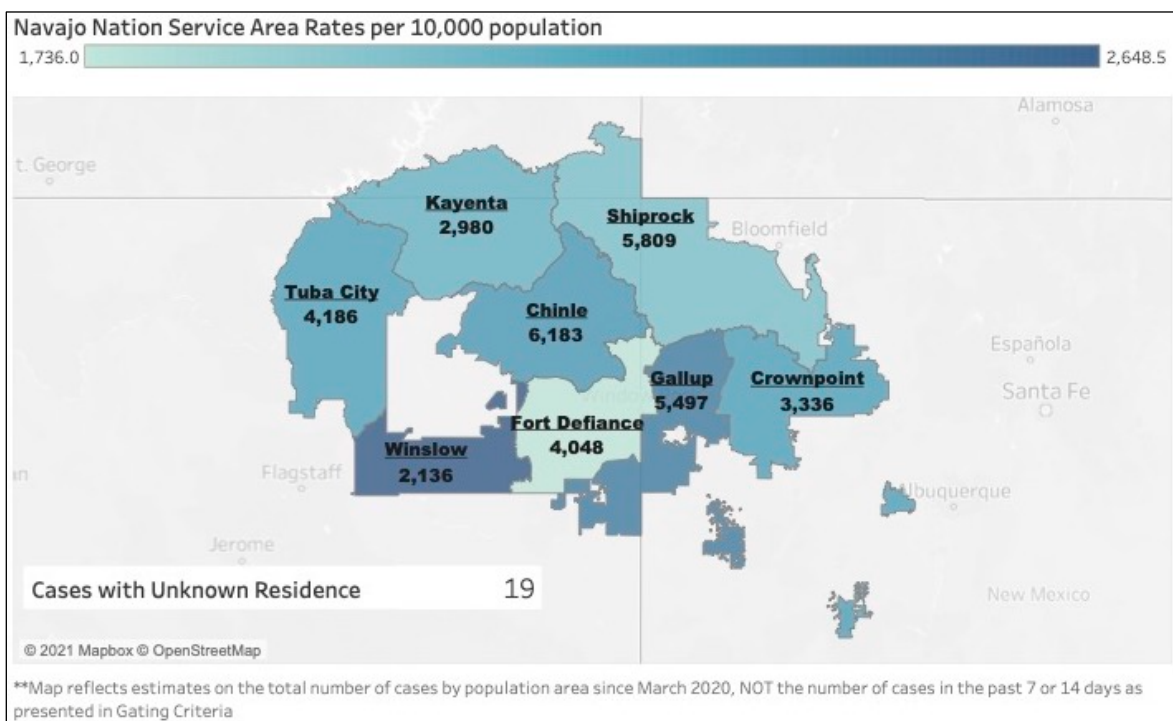 Navajo Nation Service Area Rates per 10,000 population
1,736.0
2,648.5
Alamosa
t. George
Kayenta
2,980
Shiprock
5,809
Bloomfield
Tuba City
4,186
Chinle
6,183
Española
Gallup
5,497
Crownpoint
3,336
Santa Fe
Fort Defiance
4,048
Winslow
2,136
Flagstaff
Albuquerque
Jerome
Cases with Unknown Residence 19
New Mexico
© 2021 Mapbox © OpenStreetMap
**Map reflects estimates on the total number of cases by population area since March 2020, NOT the number of cases in the past 7 or 14 days as
presented in Gating Criteria